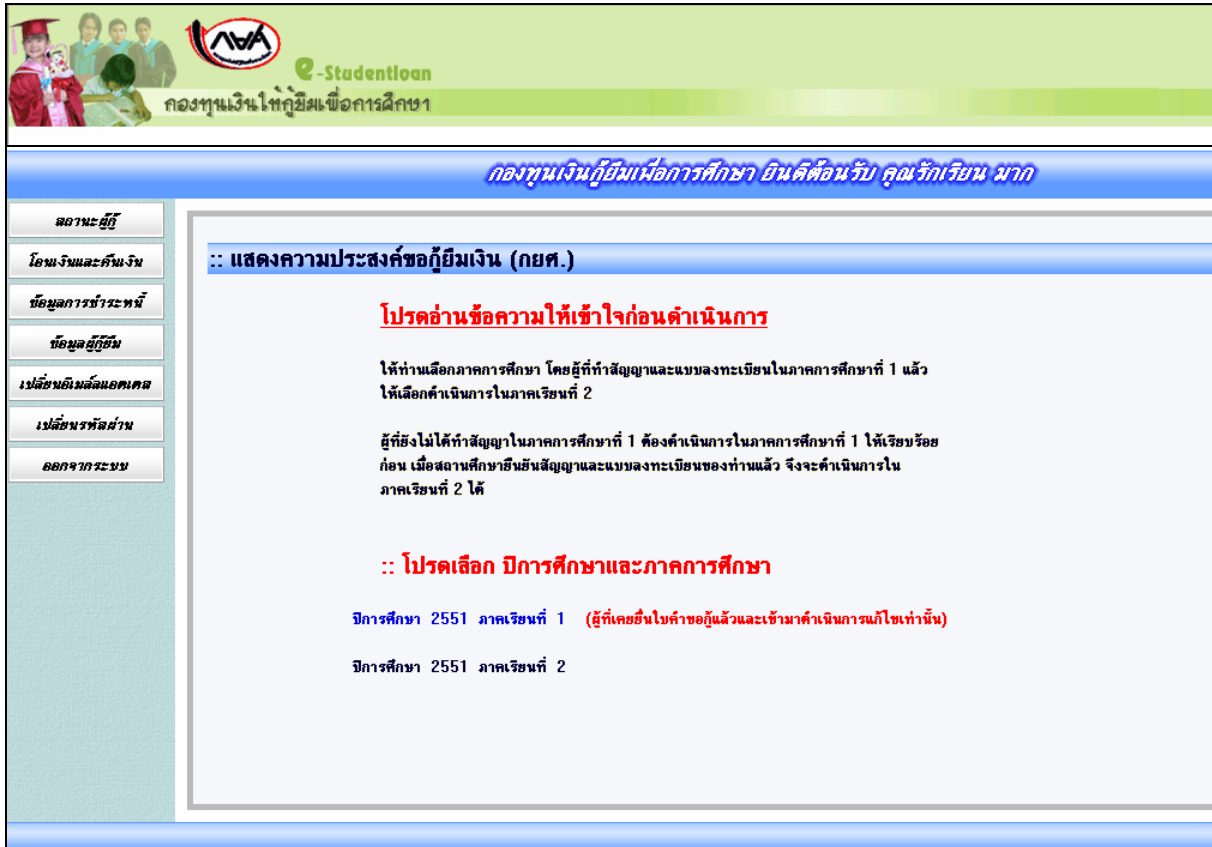 กยศ
e-Studentloan
กองทุนเงินให้กู้ยืมเพื่อการศึกษา
กองทุนเงินกู้ยืมเพื่อการศึกษา ยินดีต้อนรับ คุณรักเรียน มาก
สถานะผู้กู้
โอนเงินและคืนเงิน
ข้อมูลการชำระหนี้
ข้อมูลผู้กู้ยืม
เปลี่ยนอีเมล์แอดเดส
เปลี่ยนรหัสผ่าน
ออกจากระบบ
:: แสดงความประสงค์ขอกู้ยืมเงิน (กยศ.)
โปรดอ่านข้อความให้เข้าใจก่อนดำเนินการ
ให้ท่านเลือกภาคการศึกษา โดยผู้ที่ทำสัญญาและแบบลงทะเบียนในภาคการศึกษาที่ 1 แล้ว
ให้เลือกดำเนินการในภาคเรียนที่ 2
ผู้ที่ยังไม่ได้ทำสัญญาในภาคการศึกษาที่ 1 ต้องดำเนินการในภาคการศึกษาที่ 1 ให้เรียบร้อย
ก่อน เมื่อสถานศึกษายืนยันสัญญาและแบบลงทะเบียนของท่านแล้ว จึงจะดำเนินการใน
ภาคเรียนที่ 2 ได้
:: โปรดเลือก ปีการศึกษาและภาคการศึกษา
ปีการศึกษา 2551 ภาคเรียนที่ 1 (ผู้ที่เคยยื่นใบคำขอกู้แล้วและเข้ามาดำเนินการแก้ไขเท่านั้น)
ปีการศึกษา 2551 ภาคเรียนที่ 2